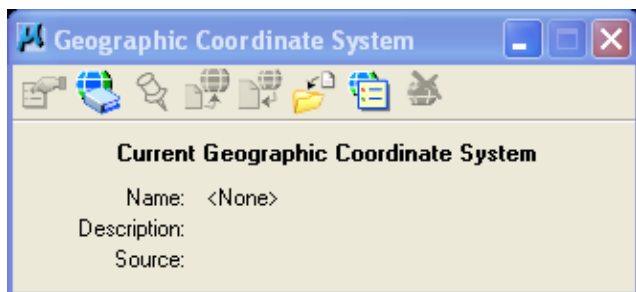 Geographic Coordinate System
Current Geographic Coordinate System
Name: <None>
Description:
Source: